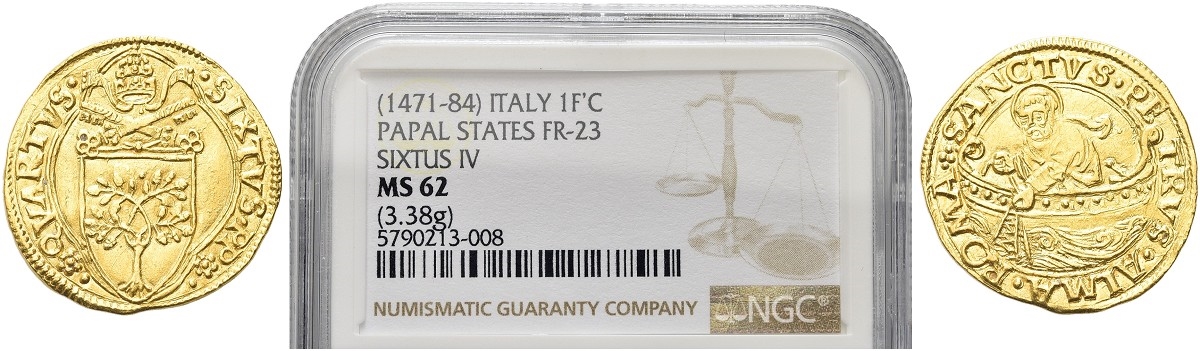 ·SIXTVS·PP·
·QVARTVS·
(1471-84) ITALY 1F'C
PAPAL STATES FR-23
SIXTUS IV
MS 62
(3.38g)
5790213-008
NUMISMATIC GUARANTY COMPANY
NGC®
·SANCTVS·PETRVS·ALMA·ROMA